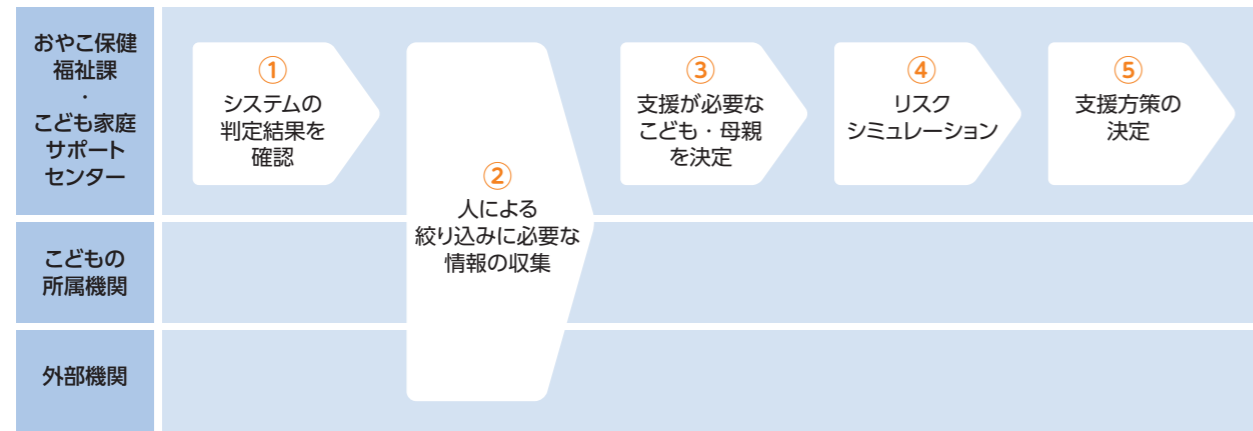 おやこ保健
福祉課
・
こども家庭
サポート
センター
①
システムの
判定結果を
確認
②
人による
絞り込みに必要な
情報の収集
③
支援が必要な
こども・母親
を決定
④
リスク
シミュレーション
⑤
支援方策の
決定
こどもの
所属機関
外部機関